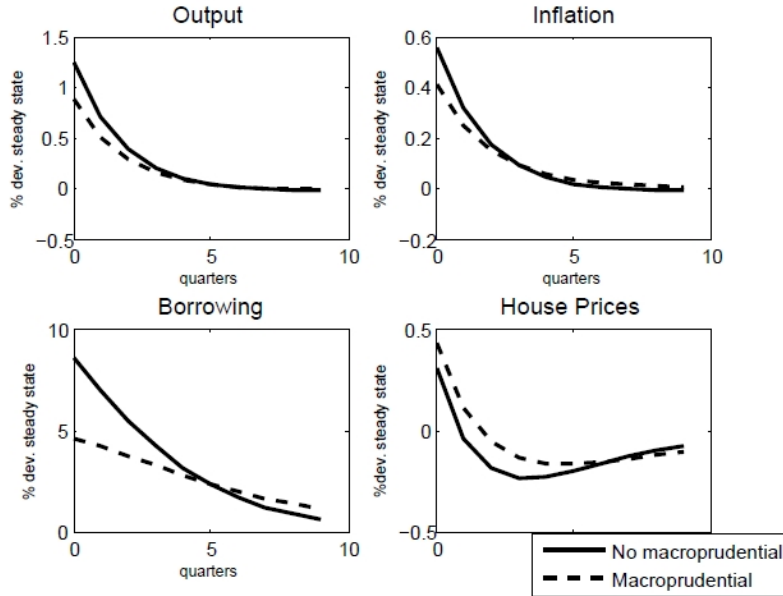 Output
1.5
1
0.5
0
−0.5
0
5
10
% dev. steady state
quarters
Inflation
0.6
0.4
0.2
0
−0.2
0
5
10
% dev. steady state
quarters
Borrowing
10
5
0
0
5
10
% dev. steady state
quarters
House Prices
0.5
0
−0.5
0
%dev. steady state
No macroprudential
Macroprudential